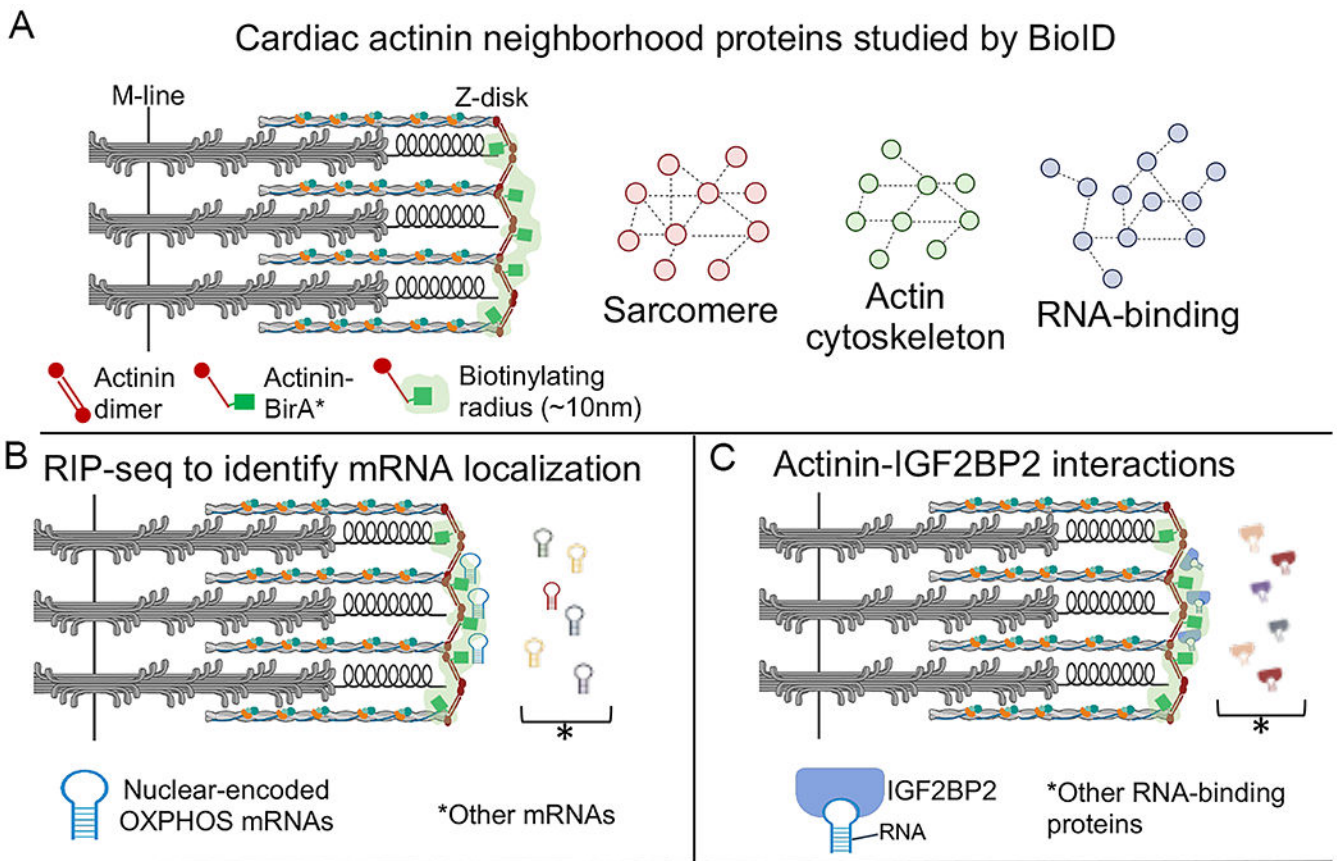 A
Cardiac actinin neighborhood proteins studied by BioID
M-line
Z-disk
Sarcomere
Actin
cytoskeleton
RNA-binding
Actinin
dimer
Actinin-
BirA*
Biotinylating
radius (~10nm)
B
RIP-seq to identify mRNA localization
*
Nuclear-encoded
OXPHOS mRNAs
*Other mRNAs
C
Actinin-IGF2BP2 interactions
*
IGF2BP2
RNA
*Other RNA-binding
proteins